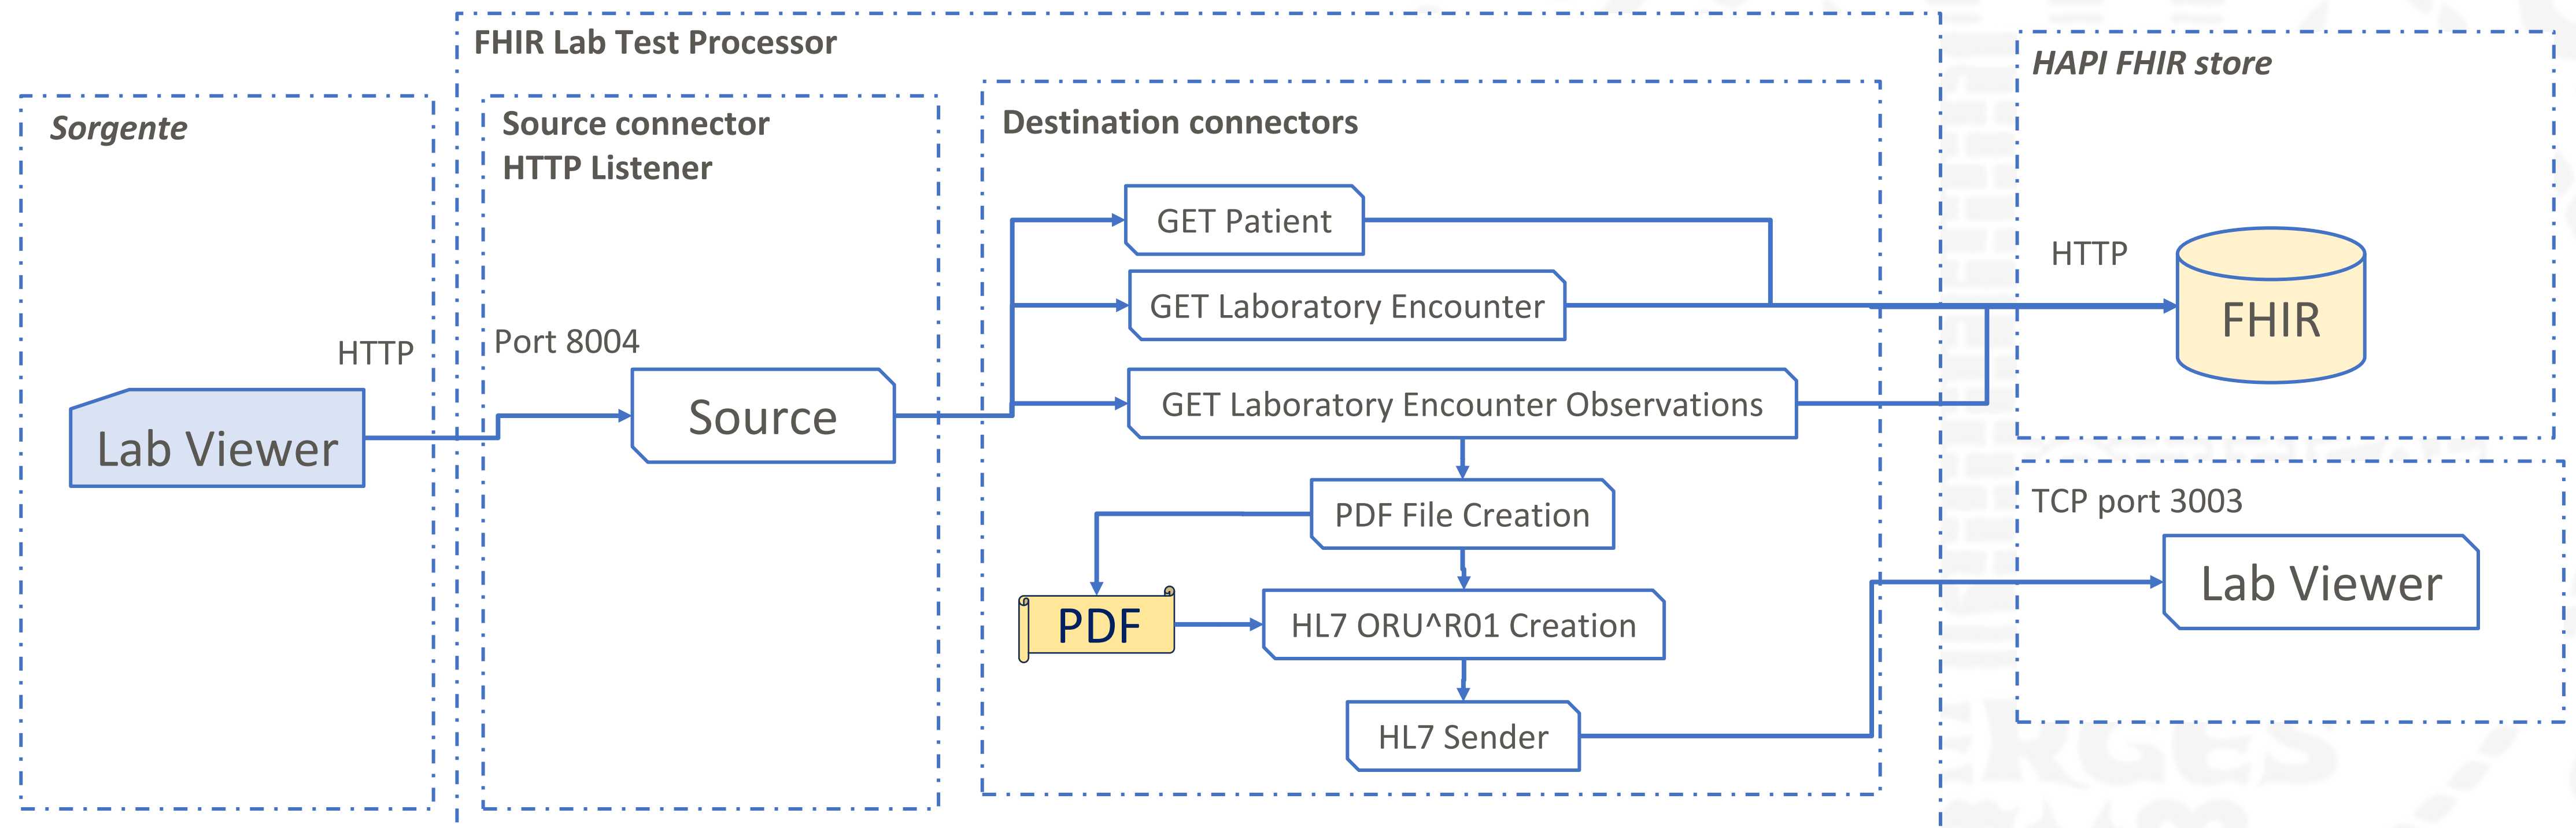 FHIR Lab Test Processor
HAPI FHIR store
Sorgente
Source connector
HTTP Listener
Destination connectors
GET Patient
HTTP
GET Laboratory Encounter
FHIR
Port 8004
HTTP
Lab Viewer
Source
GET Laboratory Encounter Observations
TCP port 3003
PDF File Creation
Lab Viewer
PDF
HL7 ORU^R01 Creation
HL7 Sender